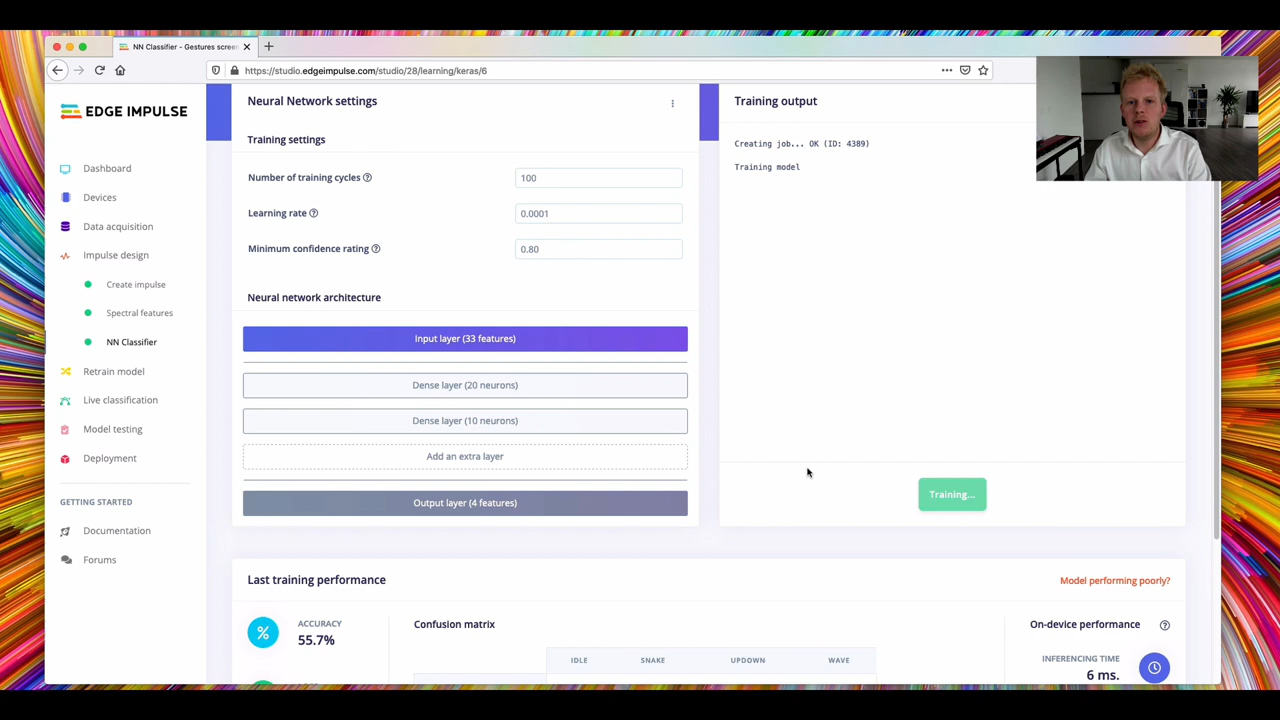 NN Classifier - Gestures screen
https://studio.edgeimpulse.com/studio/28/learning/keras/6
EDGE IMPULSE
Dashboard
Devices
Data acquisition
Impulse design
Create impulse
Spectral features
NN Classifier
Retrain model
Live classification
Model testing
Deployment
GETTING STARTED
Documentation
Forums
Neural Network settings
Training settings
Number of training cycles
100
Learning rate
0.0001
Minimum confidence rating
0.80
Neural network architecture
Input layer (33 features)
Dense layer (20 neurons)
Dense layer (10 neurons)
Add an extra layer
Output layer (4 features)
Training output
Creating job... OK (ID: 4389)
Training model
Training...
Last training performance
Model performing poorly?
% ACCURACY
55.7%
Confusion matrix
IDLE SNAKE UPDOWN WAVE
On-device performance
INFERENCING TIME
6 ms.